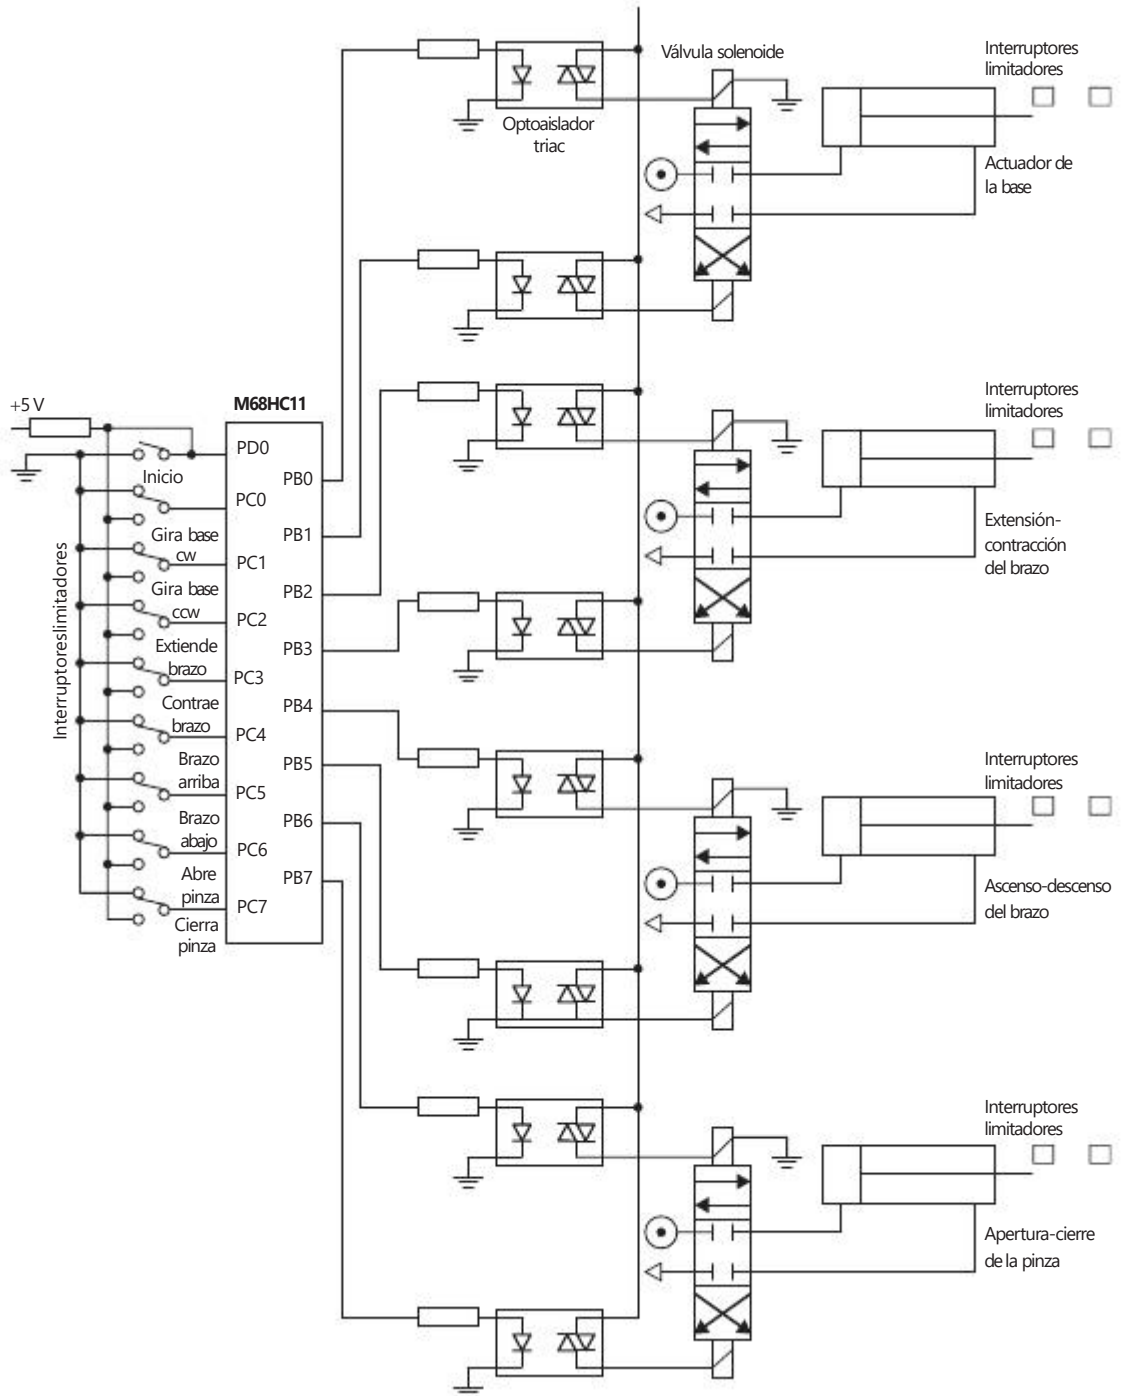 Válvula solenoide
Interruptores
limitadores
Optoaislador
triac
Actuador de
la base
+5 V
M68HC11
Interruptores
limitadores
PD0
Inicio
PB0
PC0
Gira base
cw
PB1
PC1
Extensión-
contracción
del brazo
Interruptoreslimitadores
Gira base
ccw
PB2
PC2
Extiende
brazo
PB3
PC3
Contrae
brazo
PB4
PC4
Brazo
arriba
PB5
PC5
Interruptores
limitadores
Brazo
abajo
PB6
PC6
Abre
pinza
PB7
PC7
Cierra
pinza
Ascenso-descenso
del brazo
Interruptores
limitadores
Apertura-cierre
de la pinza